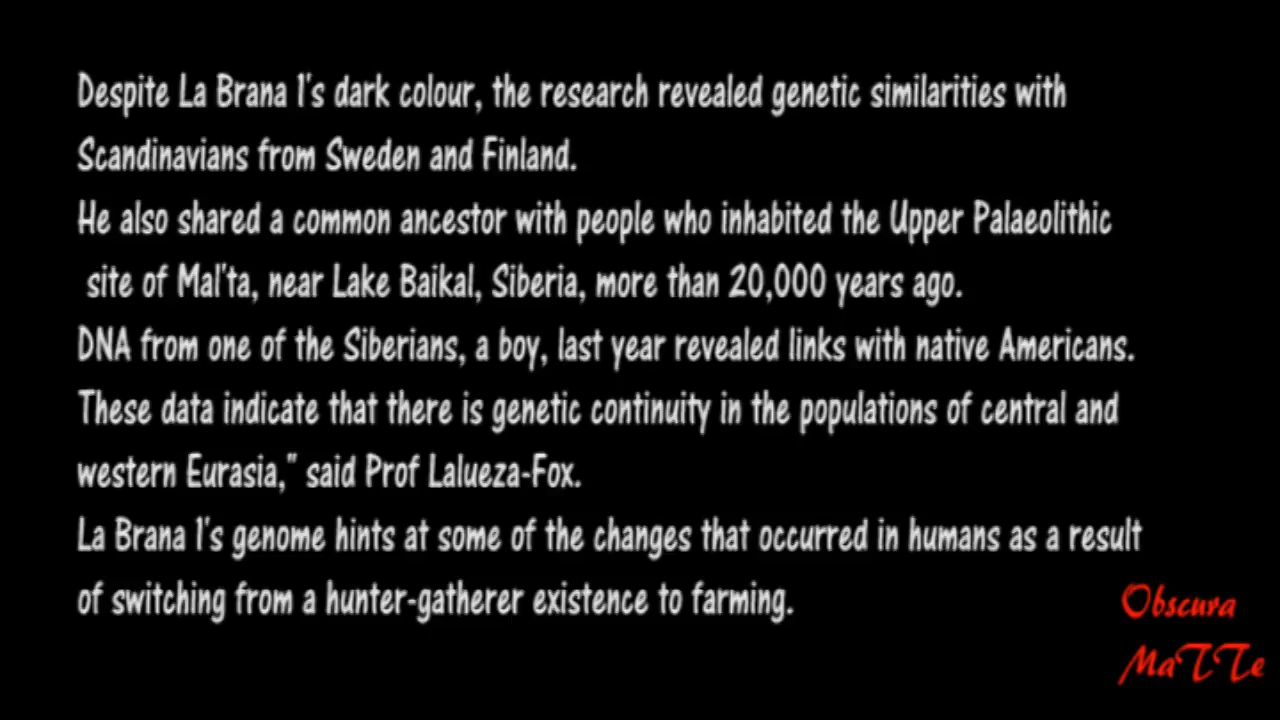 Despite La Brana 1's dark colour, the research revealed genetic similarities with
Scandinavians from Sweden and Finland.
He also shared a common ancestor with people who inhabited the Upper Palaeolithic
site of Mal'ta, near Lake Baikal, Siberia, more than 20,000 years ago.
DNA from one of the Siberians, a boy, last year revealed links with native Americans.
These data indicate that there is genetic continuity in the populations of central and
western Eurasia," said Prof Lalueza-Fox.
La Brana 1's genome hints at some of the changes that occurred in humans as a result
of switching from a hunter-gatherer existence to farming.
Obscura
MaTTe